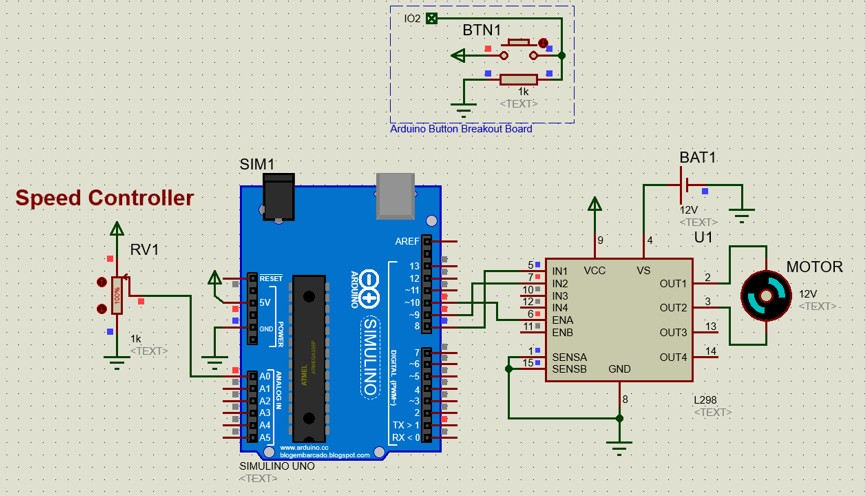 IO2
BTN1
1k
<TEXT>
Arduino Button Breakout Board
Speed Controller
RV1
100%
1k
<TEXT>
SIM1
AREF
RESET
5V
GND
POWER
A0
A1
A2
A3
A4
A5
ANALOG IN
ATMEL
ARDUINO
SIMULINO
13
12
~11
~10
~9
8
7
~6
~5
4
~3
2
TX > 1
RX < 0
DIGITAL (PWM~)
www.arduino.cc
blogembarcado.blogspot.com
SIMULINO UNO
<TEXT>
BAT1
12V
<TEXT>
U1
9
4
VCC
VS
5 IN1
7 IN2
10 IN3
12 IN4
6 ENA
11 ENB
1 SENSA
15 SENSB
GND
8
OUT1 2
OUT2 3
OUT3 13
OUT4 14
L298
<TEXT>
MOTOR
12V
<TEXT>